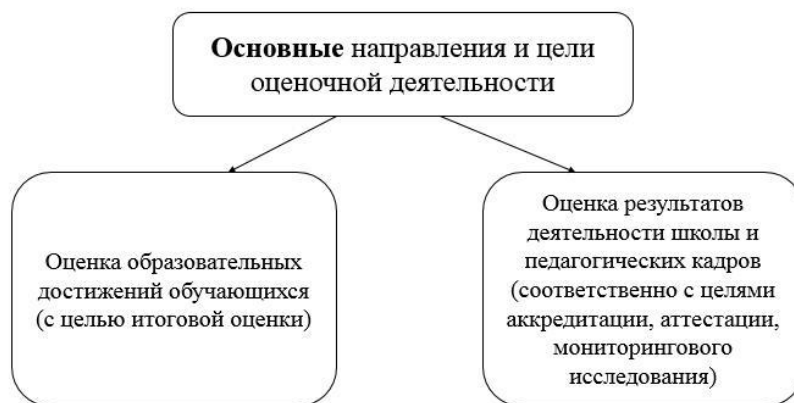 Основные направления и цели
оценочной деятельности
Оценка образовательных
достижений обучающихся
(с целью итоговой оценки)
Оценка результатов
деятельности школы и
педагогических кадров
(соответственно с целями
аккредитации, аттестации,
мониторингового
исследования)